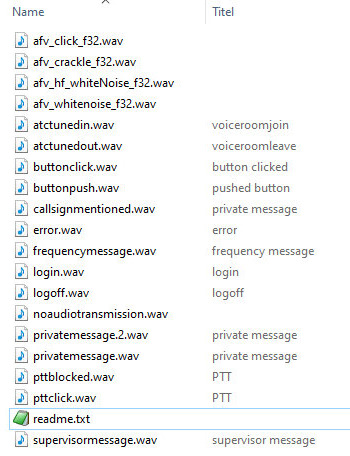 Name Titel
afv_click_f32.wav
afv_crackle_f32.wav
afv_hf_whiteNoise_f32.wav
afv_whitenoise_f32.wav
atctunedin.wav voiceroomjoin
atctunedout.wav voiceroomleave
buttonclick.wav button clicked
buttonpush.wav pushed button
callsignmentioned.wav private message
error.wav error
frequencymessage.wav frequency message
login.wav login
logoff.wav logoff
noaudiotransmission.wav
privatemessage.2.wav private message
privatemessage.wav private message
pttblocked.wav PTT
pttclick.wav PTT
readme.txt
supervisormessage.wav supervisor message